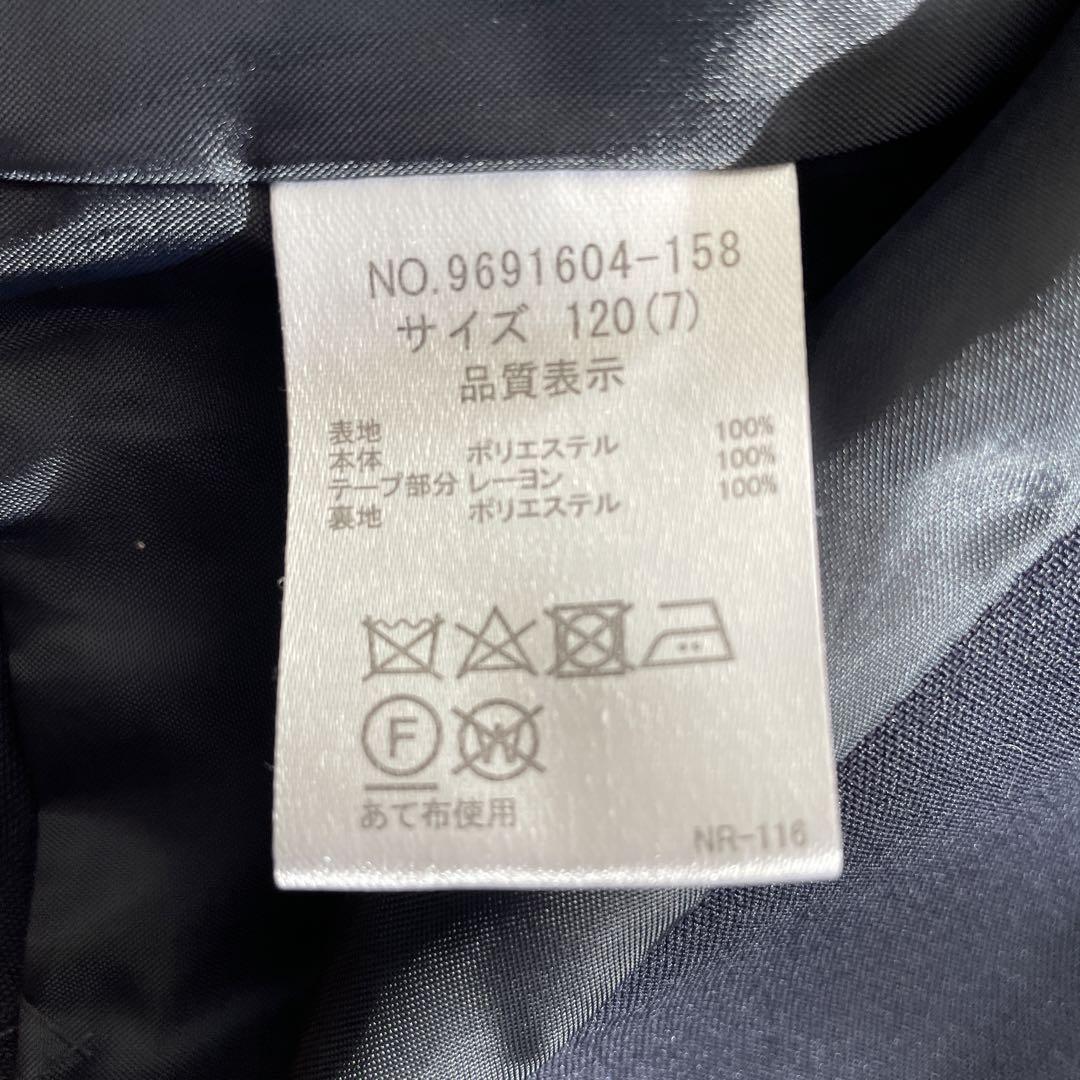 NO.9691604-158
サイズ 120(7)
品質表示
表地
本体 ポリエステル 100%
テープ部分 レーヨン 100%
裏地 ポリエステル 100%
F W
あて布使用
NR-116